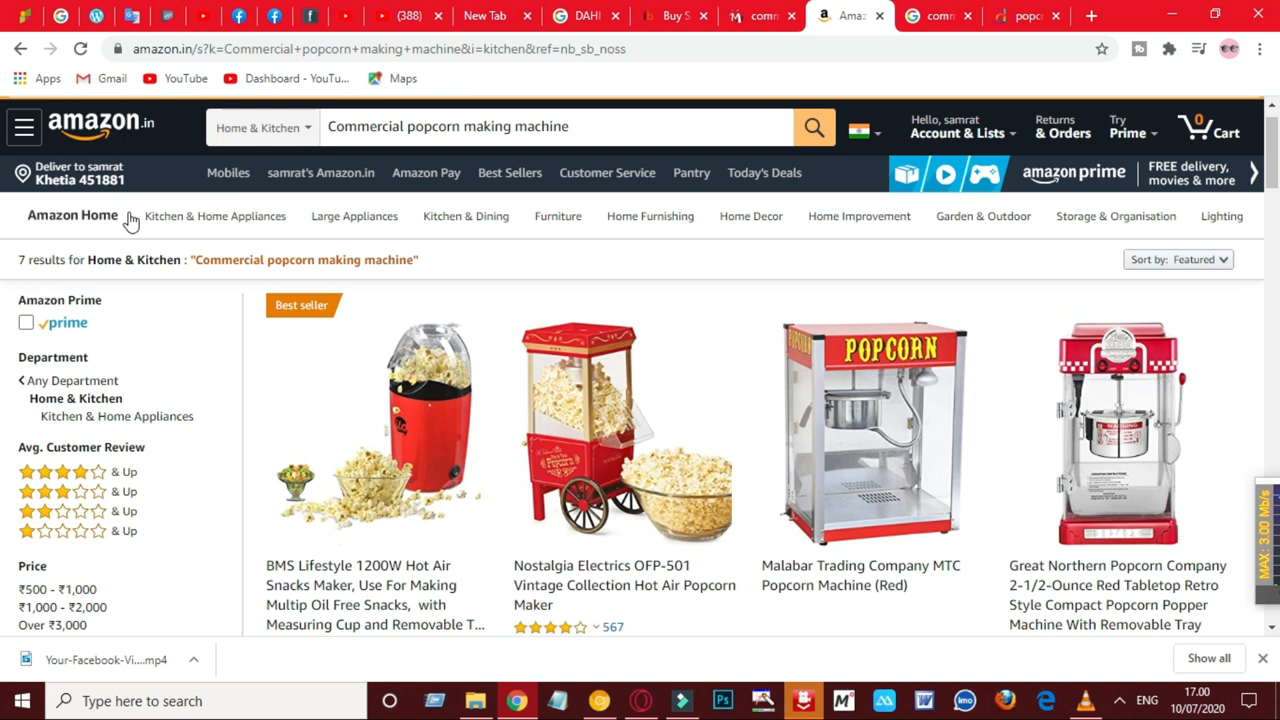 (388)
New Tab
DAHI
Buy S
comm
Amaz
comm
popc
amazon.in/s?k=Commercial+popcorn+making+machine&i=kitchen&ref=nb_sb_noss
Apps
Gmail
YouTube
Dashboard - YouTu...
Maps
amazon.in
Home & Kitchen
Commercial popcorn making machine
Hello, samrat
Account & Lists
Returns
& Orders
Try
Prime
0
Cart
Deliver to samrat
Khetia 451881
Mobiles
samrat's Amazon.in
Amazon Pay
Best Sellers
Customer Service
Pantry
Today's Deals
amazon prime
FREE delivery,
movies & more
Amazon Home
Kitchen & Home Appliances
Large Appliances
Kitchen & Dining
Furniture
Home Furnishing
Home Decor
Home Improvement
Garden & Outdoor
Storage & Organisation
Lighting
7 results for Home & Kitchen : "Commercial popcorn making machine"
Sort by: Featured
Amazon Prime
prime
Department
Any Department
Home & Kitchen
Kitchen & Home Appliances
Avg. Customer Review
& Up
& Up
& Up
& Up
Price
₹500 - ₹1,000
₹1,000 - ₹2,000
Over ₹3,000
Best seller
BMS Lifestyle 1200W Hot Air
Snacks Maker, Use For Making
Multip Oil Free Snacks, with
Measuring Cup and Removable T...
Nostalgia Electrics OFP-501
Vintage Collection Hot Air Popcorn
Maker
567
POPCORN
Malabar Trading Company MTC
Popcorn Machine (Red)
WARNING
Great Northern Popcorn Company
2-1/2-Ounce Red Tabletop Retro
Style Compact Popcorn Popper
Machine With Removable Tray
MAX: 3.00 Mb/s
Your-Facebook-Vi....mp4
Show all
Type here to search
Ps
imo
ENG
17.00
10/07/2020